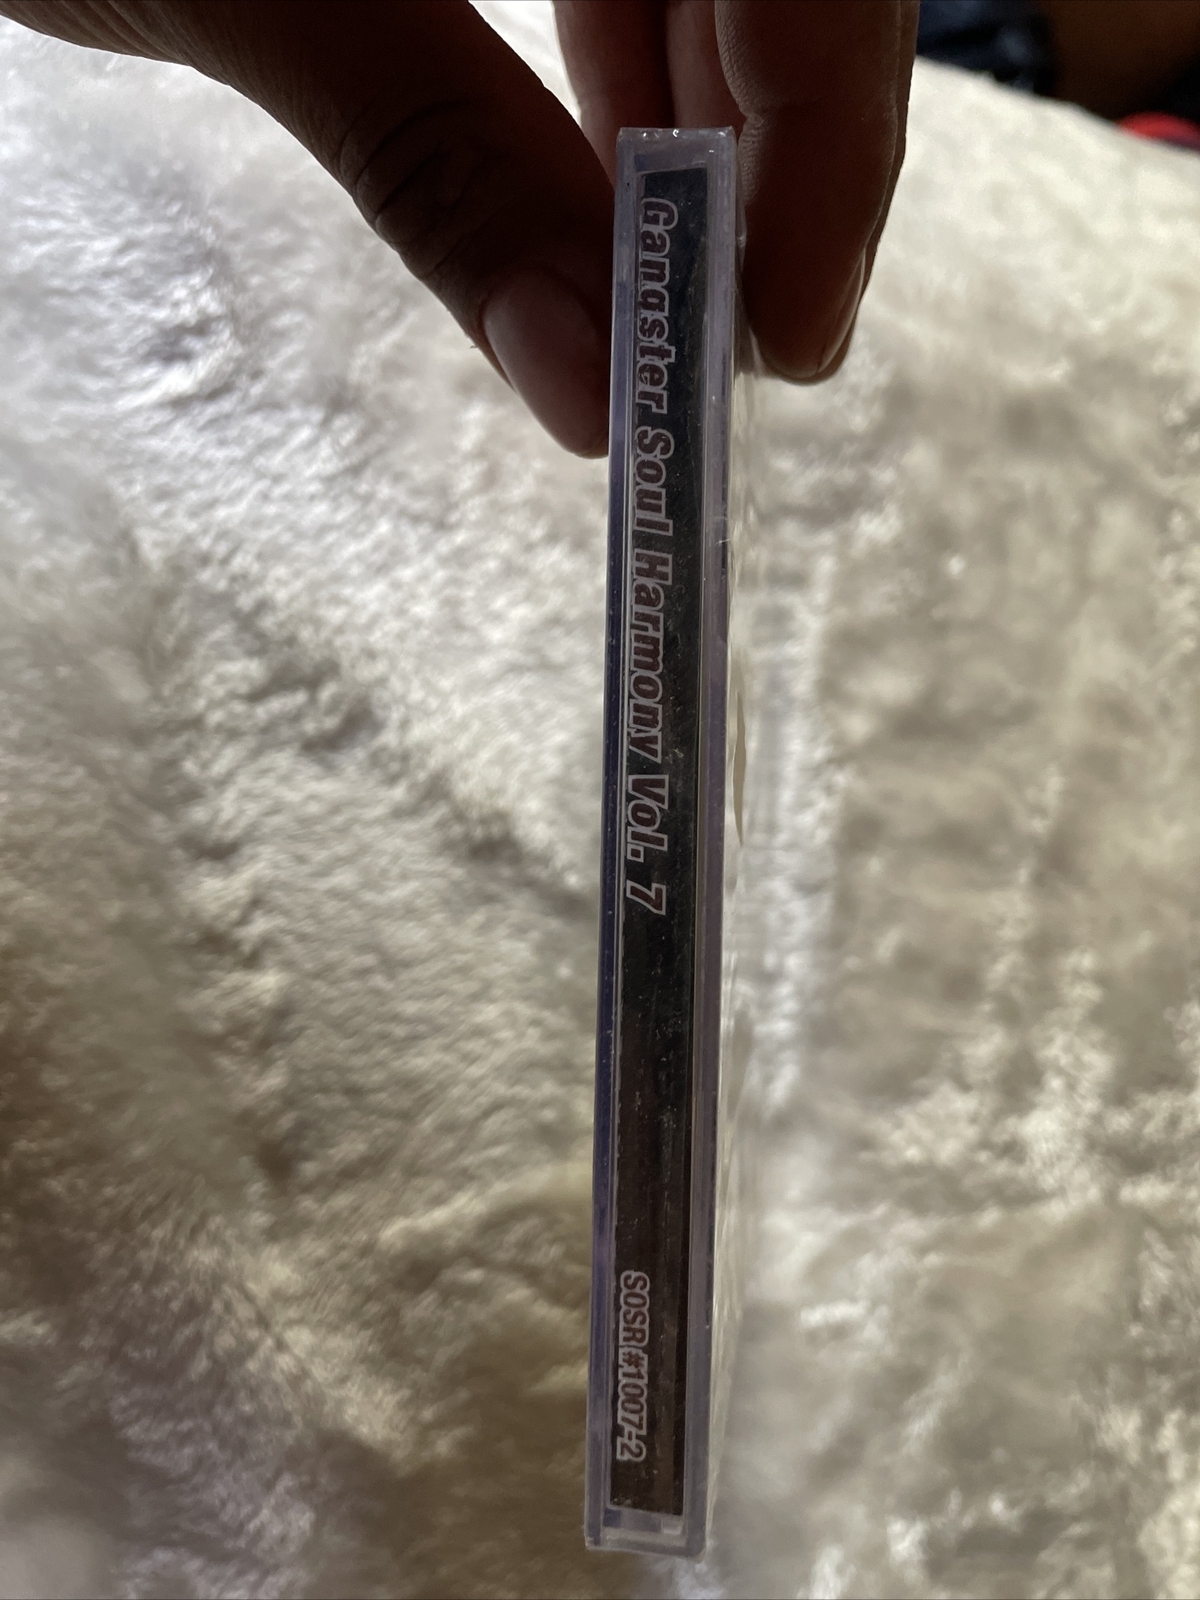 Gangster Soul Harmony Vol. 7
SOSR #1007-2